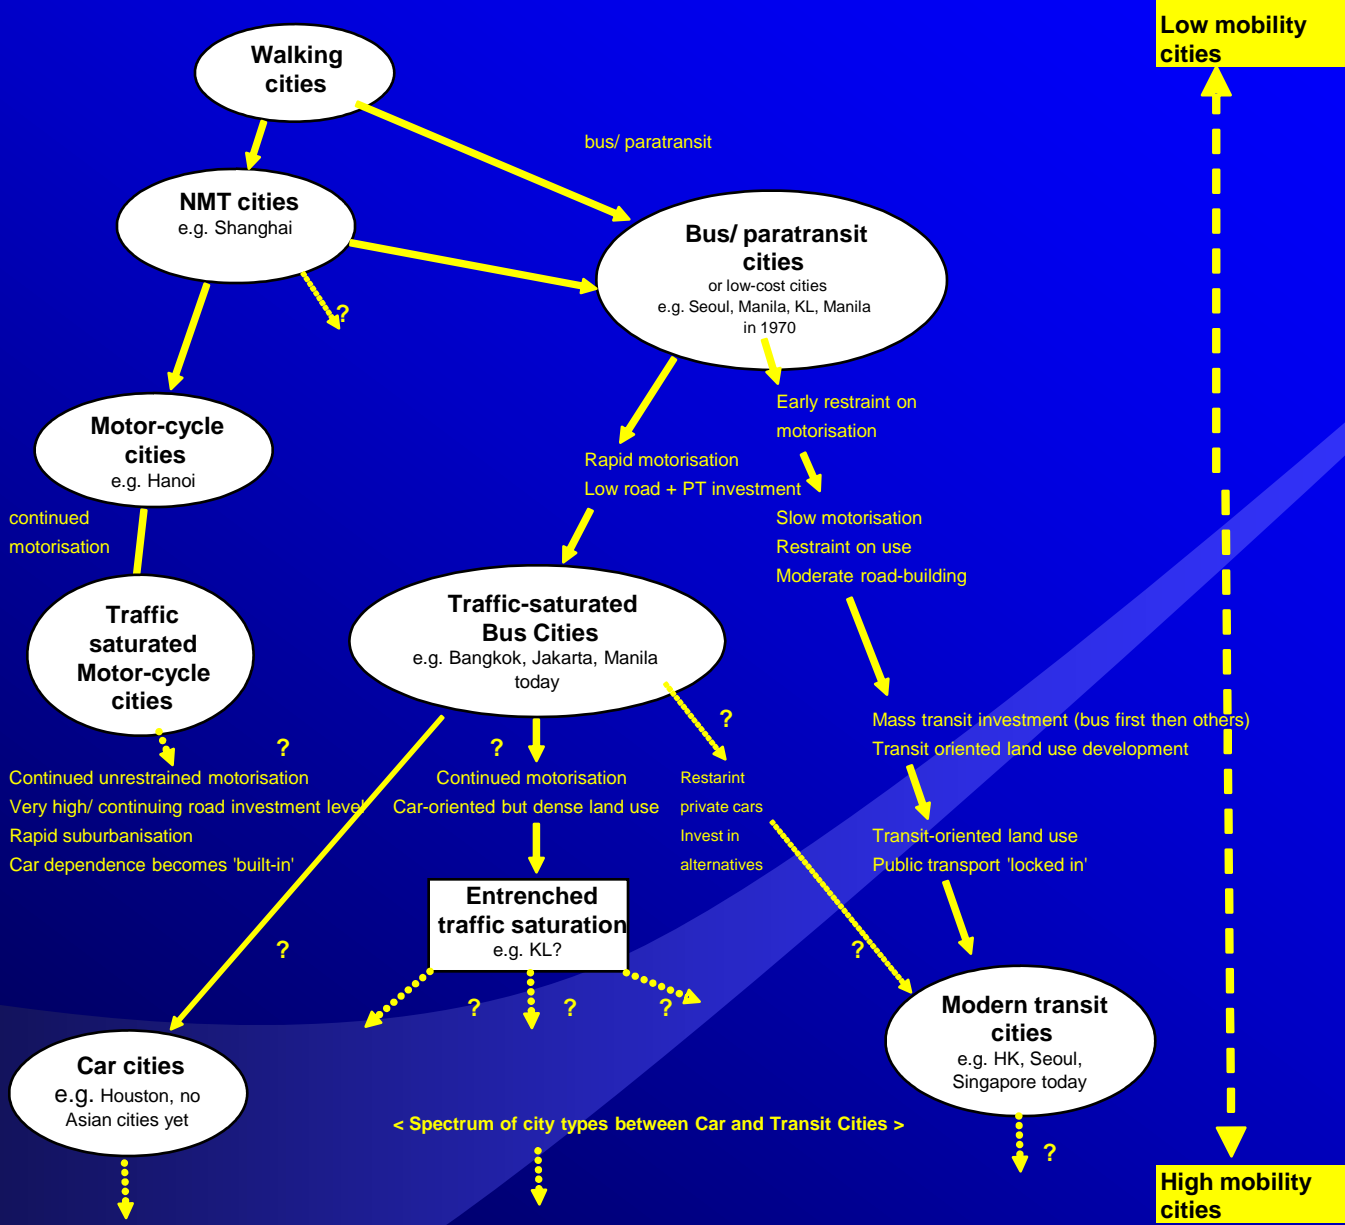 Low mobility
cities
Walking
cities
bus/ paratransit
NMT cities
e.g. Shanghai
Bus/ paratransit
cities
or low-cost cities
e.g. Seoul, Manila, KL, Manila
in 1970
?
Early restraint on
motorisation
Motor-cycle
cities
e.g. Hanoi
Rapid motorisation
Low road + PT investment
continued
motorisation
Slow motorisation
Restraint on use
Moderate road-building
Traffic
saturated
Motor-cycle
cities
Traffic-saturated
Bus Cities
e.g. Bangkok, Jakarta, Manila
today
?
?
?
Mass transit investment (bus first then others)
Transit oriented land use development
Continued unrestrained motorisation
Very high/ continuing road investment level
Rapid suburbanisation
Car dependence becomes 'built-in'
Continued motorisation
Car-oriented but dense land use
Restarint
private cars
Invest in
alternatives
Transit-oriented land use
Public transport 'locked in'
Entrenched
traffic saturation
e.g. KL?
?
?
?
?
?
Modern transit
cities
e.g. HK, Seoul,
Singapore today
Car cities
e.g. Houston, no
Asian cities yet
< Spectrum of city types between Car and Transit Cities >
?
High mobility
cities